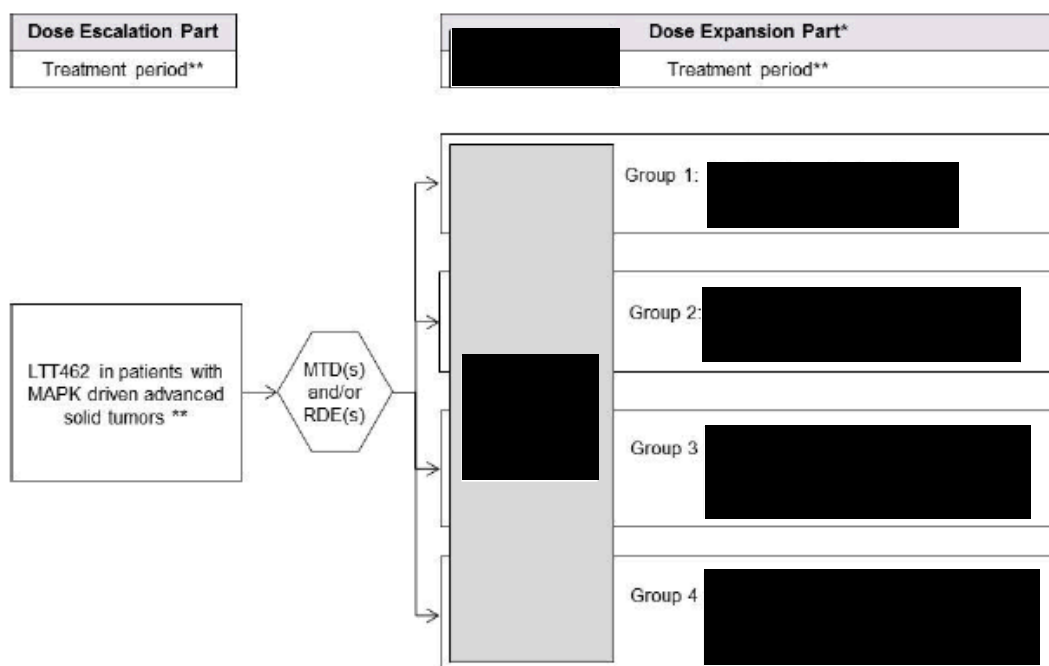 Dose Escalation Part
Treatment period**
Dose Expansion Part*
Treatment period**
Group 1:
Group 2:
LTT462 in patients with
MAPK driven advanced
solid tumors **
MTD(s)
and/or
RDE(s)
Group 3
Group 4